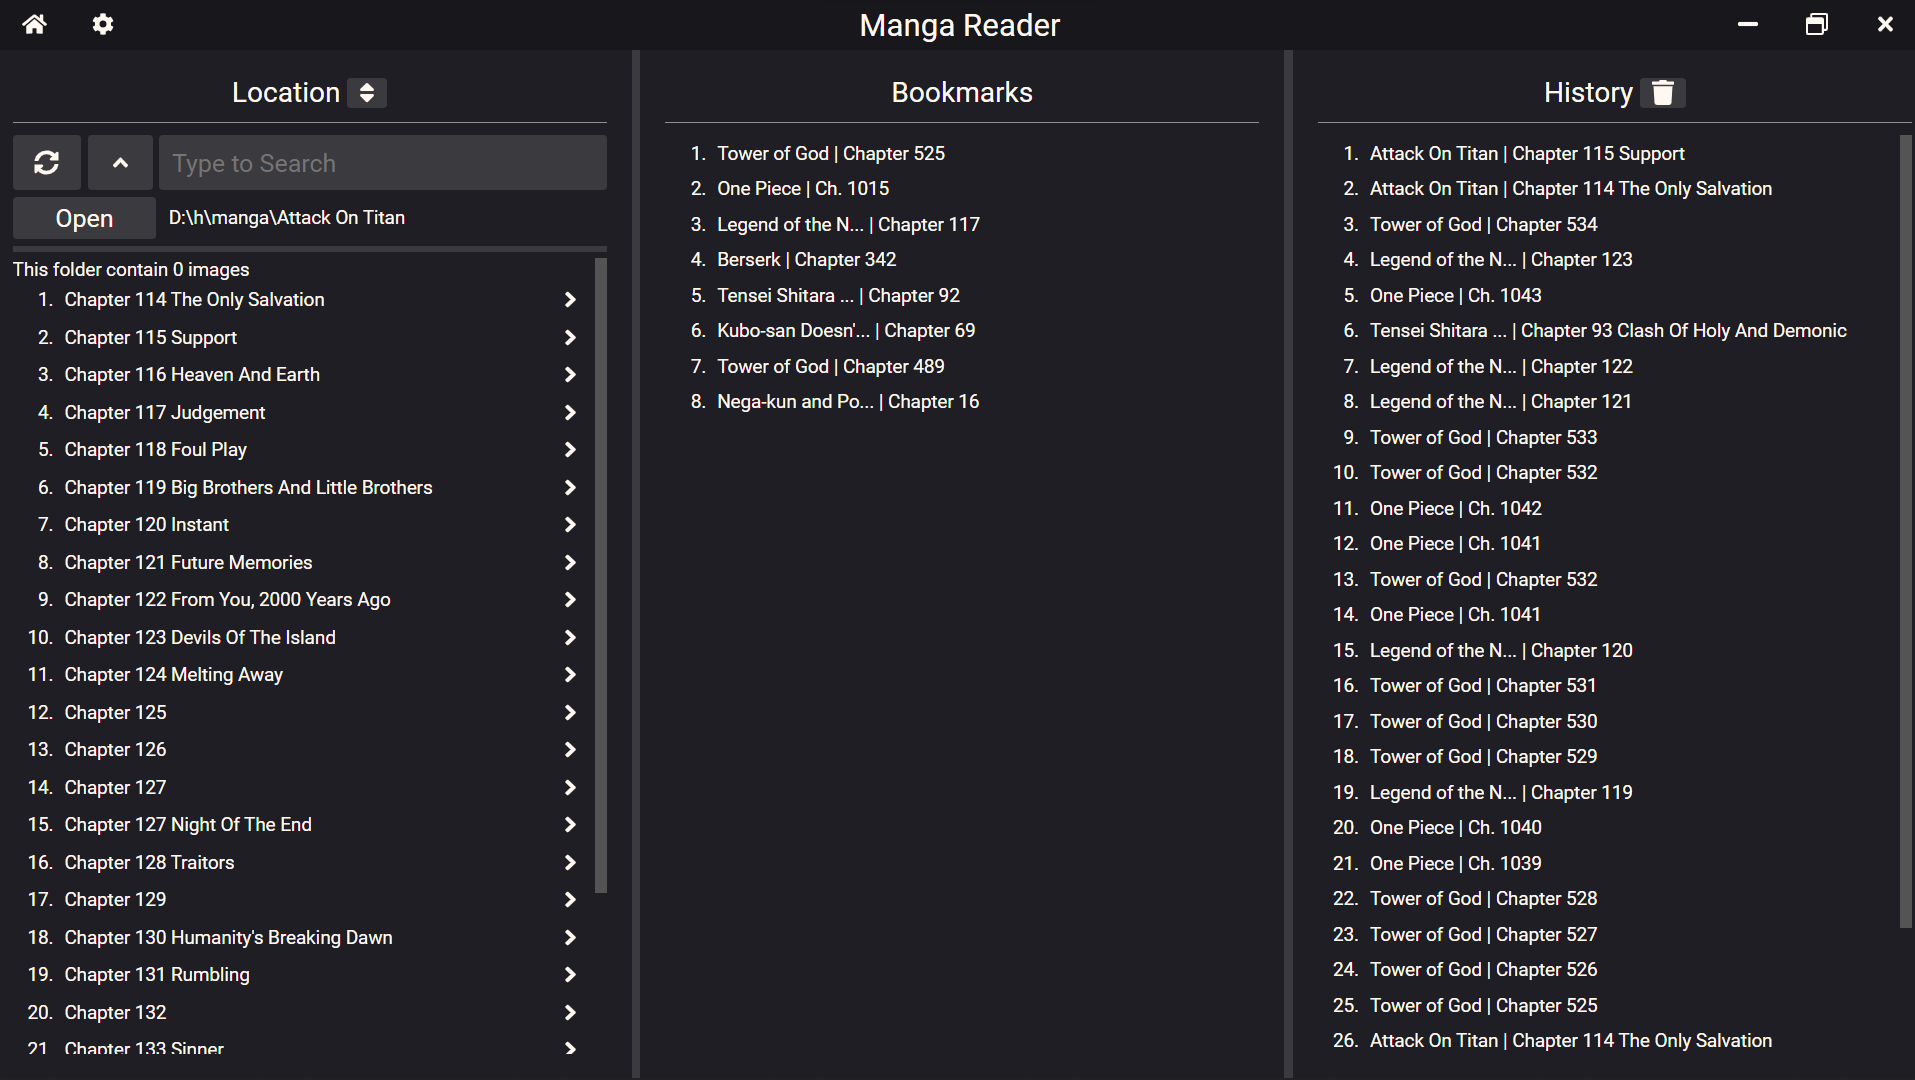 Manga Reader
Location
Type to Search
Open D:\h\manga\Attack On Titan
This folder contain 0 images
1. Chapter 114 The Only Salvation
2. Chapter 115 Support
3. Chapter 116 Heaven And Earth
4. Chapter 117 Judgement
5. Chapter 118 Foul Play
6. Chapter 119 Big Brothers And Little Brothers
7. Chapter 120 Instant
8. Chapter 121 Future Memories
9. Chapter 122 From You, 2000 Years Ago
10. Chapter 123 Devils Of The Island
11. Chapter 124 Melting Away
12. Chapter 125
13. Chapter 126
14. Chapter 127
15. Chapter 127 Night Of The End
16. Chapter 128 Traitors
17. Chapter 129
18. Chapter 130 Humanity's Breaking Dawn
19. Chapter 131 Rumbling
20. Chapter 132
21. Chapter 133 Sinner
Bookmarks
1. Tower of God | Chapter 525
2. One Piece | Ch. 1015
3. Legend of the N... | Chapter 117
4. Berserk | Chapter 342
5. Tensei Shitara ... | Chapter 92
6. Kubo-san Doesn'... | Chapter 69
7. Tower of God | Chapter 489
8. Nega-kun and Po... | Chapter 16
History
1. Attack On Titan | Chapter 115 Support
2. Attack On Titan | Chapter 114 The Only Salvation
3. Tower of God | Chapter 534
4. Legend of the N... | Chapter 123
5. One Piece | Ch. 1043
6. Tensei Shitara ... | Chapter 93 Clash Of Holy And Demonic
7. Legend of the N... | Chapter 122
8. Legend of the N... | Chapter 121
9. Tower of God | Chapter 533
10. Tower of God | Chapter 532
11. One Piece | Ch. 1042
12. One Piece | Ch. 1041
13. Tower of God | Chapter 532
14. One Piece | Ch. 1041
15. Legend of the N... | Chapter 120
16. Tower of God | Chapter 531
17. Tower of God | Chapter 530
18. Tower of God | Chapter 529
19. Legend of the N... | Chapter 119
20. One Piece | Ch. 1040
21. One Piece | Ch. 1039
22. Tower of God | Chapter 528
23. Tower of God | Chapter 527
24. Tower of God | Chapter 526
25. Tower of God | Chapter 525
26. Attack On Titan | Chapter 114 The Only Salvation